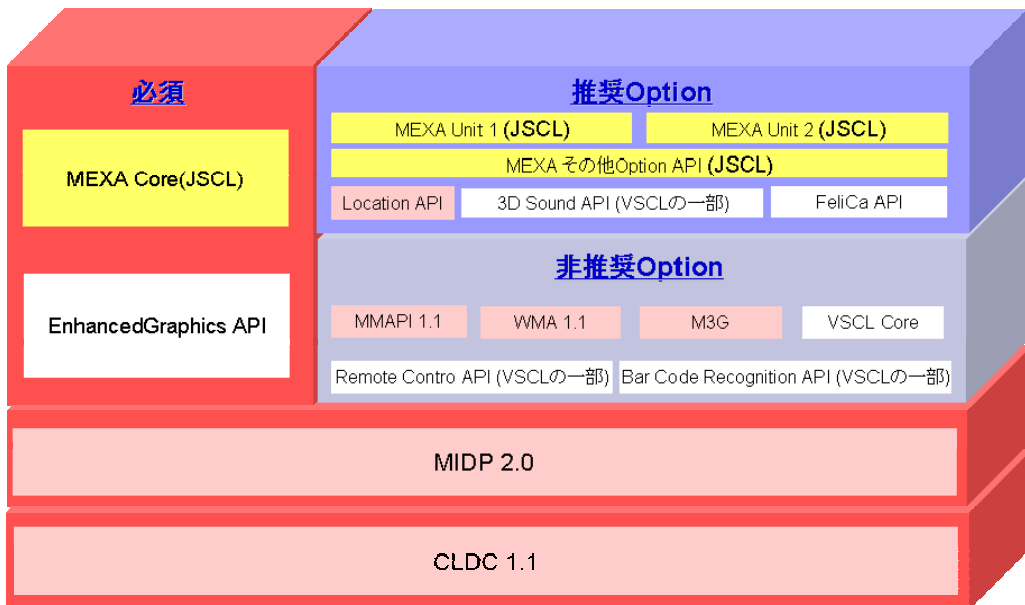 必須
MEXA Core(JSCL)
EnhancedGraphics API
推奨Option
MEXA Unit 1 (JSCL)
MEXA Unit 2 (JSCL)
MEXA その他Option API (JSCL)
Location API
3D Sound API (VSCLの一部)
FeliCa API
非推奨Option
MMAPI 1.1
WMA 1.1
M3G
VSCL Core
Remote Contro API (VSCLの一部)
Bar Code Recognition API (VSCLの一部)
MIDP 2.0
CLDC 1.1